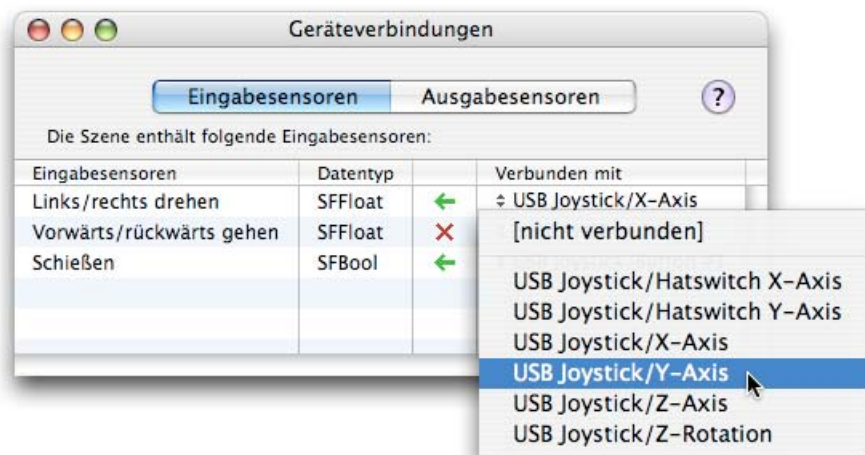 Geräteverbindungen
Eingabesensoren Ausgabesensoren ?
Die Szene enthält folgende Eingabesensoren:
Eingabesensoren Datentyp Verbunden mit
Links/rechts drehen SFFloat USB Joystick/X-Axis
Vorwärts/rückwärts gehen SFFloat
Schießen SFBool
[nicht verbunden]
USB Joystick/Hatswitch X-Axis
USB Joystick/Hatswitch Y-Axis
USB Joystick/X-Axis
USB Joystick/Y-Axis
USB Joystick/Z-Axis
USB Joystick/Z-Rotation